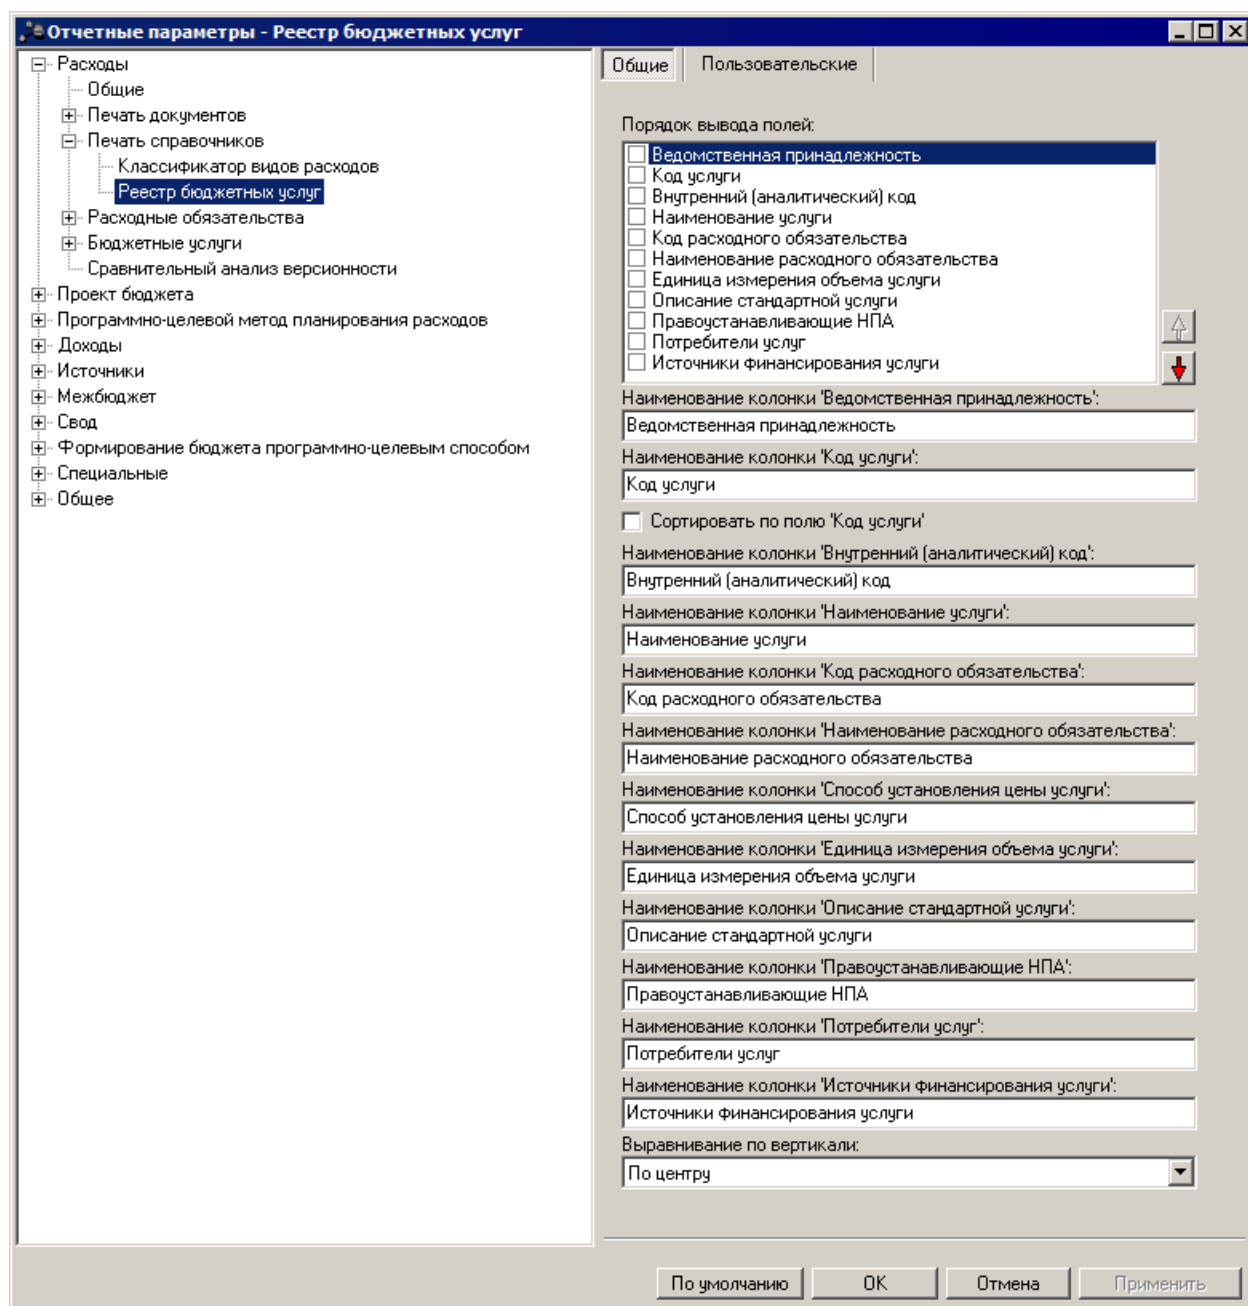 Отчетные параметры - Реестр бюджетных услуг
Расходы
Общие
Печать документов
Печать справочников
Классификатор видов расходов
Реестр бюджетных услуг
Расходные обязательства
Бюджетные услуги
Сравнительный анализ версионности
Проект бюджета
Программно-целевой метод планирования расходов
Доходы
Источники
Межбюджет
Свод
Формирование бюджета программно-целевым способом
Специальные
Общее
Общие
Пользовательские
Порядок вывода полей:
Ведомственная принадлежность
Код услуги
Внутренний (аналитический) код
Наименование услуги
Код расходного обязательства
Наименование расходного обязательства
Единица измерения объема услуги
Описание стандартной услуги
Правоустанавливающие НПА
Потребители услуг
Источники финансирования услуги
Наименование колонки 'Ведомственная принадлежность':
Ведомственная принадлежность
Наименование колонки 'Код услуги':
Код услуги
Сортировать по полю 'Код услуги'
Наименование колонки 'Внутренний (аналитический) код':
Внутренний (аналитический) код
Наименование колонки 'Наименование услуги':
Наименование услуги
Наименование колонки 'Код расходного обязательства':
Код расходного обязательства
Наименование колонки 'Наименование расходного обязательства':
Наименование расходного обязательства
Наименование колонки 'Способ установления цены услуги':
Способ установления цены услуги
Наименование колонки 'Единица измерения объема услуги':
Единица измерения объема услуги
Наименование колонки 'Описание стандартной услуги':
Описание стандартной услуги
Наименование колонки 'Правоустанавливающие НПА':
Правоустанавливающие НПА
Наименование колонки 'Потребители услуг':
Потребители услуг
Наименование колонки 'Источники финансирования услуги':
Источники финансирования услуги
Выравнивание по вертикали:
По центру
По умолчанию
OK
Отмена
Применить